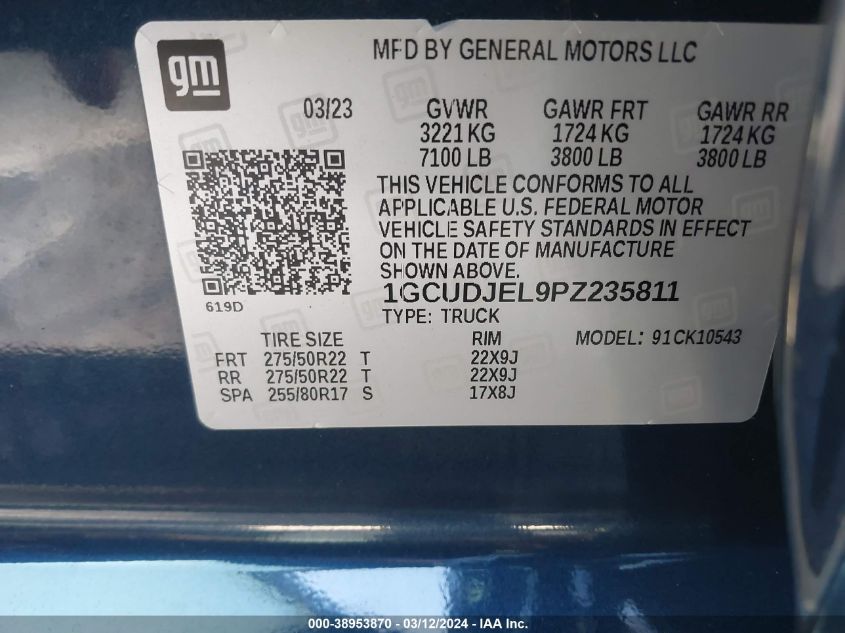 gm
MFD BY GENERAL MOTORS LLC
03/23
GVWR GAWR FRT GAWR RR
3221 KG 1724 KG 1724 KG
7100 LB 3800 LB 3800 LB
THIS VEHICLE CONFORMS TO ALL
APPLICABLE U.S. FEDERAL MOTOR
VEHICLE SAFETY STANDARDS IN EFFECT
ON THE DATE OF MANUFACTURE
SHOWN ABOVE.
1GCUDJEL9PZ235811
619D
TYPE: TRUCK
TIRE SIZE RIM MODEL: 91CK10543
FRT 275/50R22 T 22X9J
RR 275/50R22 T 22X9J
SPA 255/80R17 S 17X8J
000-38953870 - 03/12/2024 - © IAA, Inc.